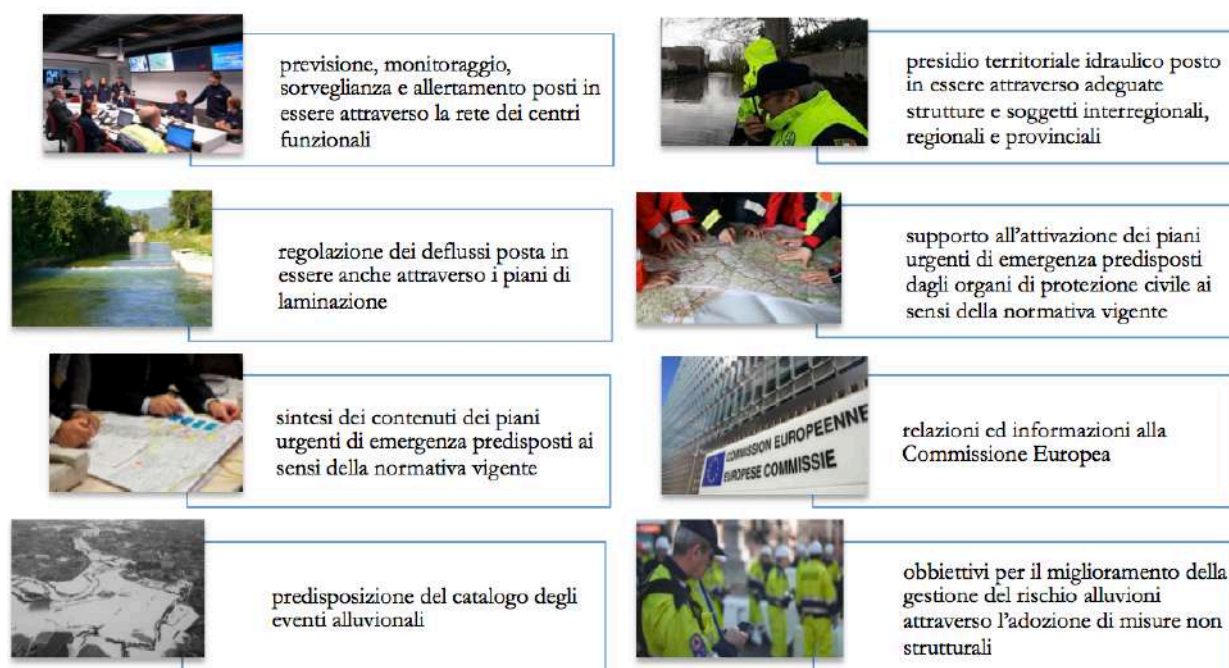 previsione, monitoraggio,
sorveglianza e allertamento posti in
essere attraverso la rete dei centri
funzionali
presidio territoriale idraulico posto
in essere attraverso adeguate
strutture e soggetti interregionali,
regionali e provinciali
regolazione dei deflussi posta in
essere anche attraverso i piani di
laminazione
supporto all'attivazione dei piani
urgenti di emergenza predisposti
dagli organi di protezione civile ai
sensi della normativa vigente
sintesi dei contenuti dei piani
urgenti di emergenza predisposti ai
sensi della normativa vigente
COMMISSION EUROPEENNE
EUROPESE COMMISSIE
relazioni ed informazioni alla
Commissione Europea
predisposizione del catalogo degli
eventi alluvionali
obbiettivi per il miglioramento della
gestione del rischio alluvioni
attraverso l'adozione di misure non
strutturali